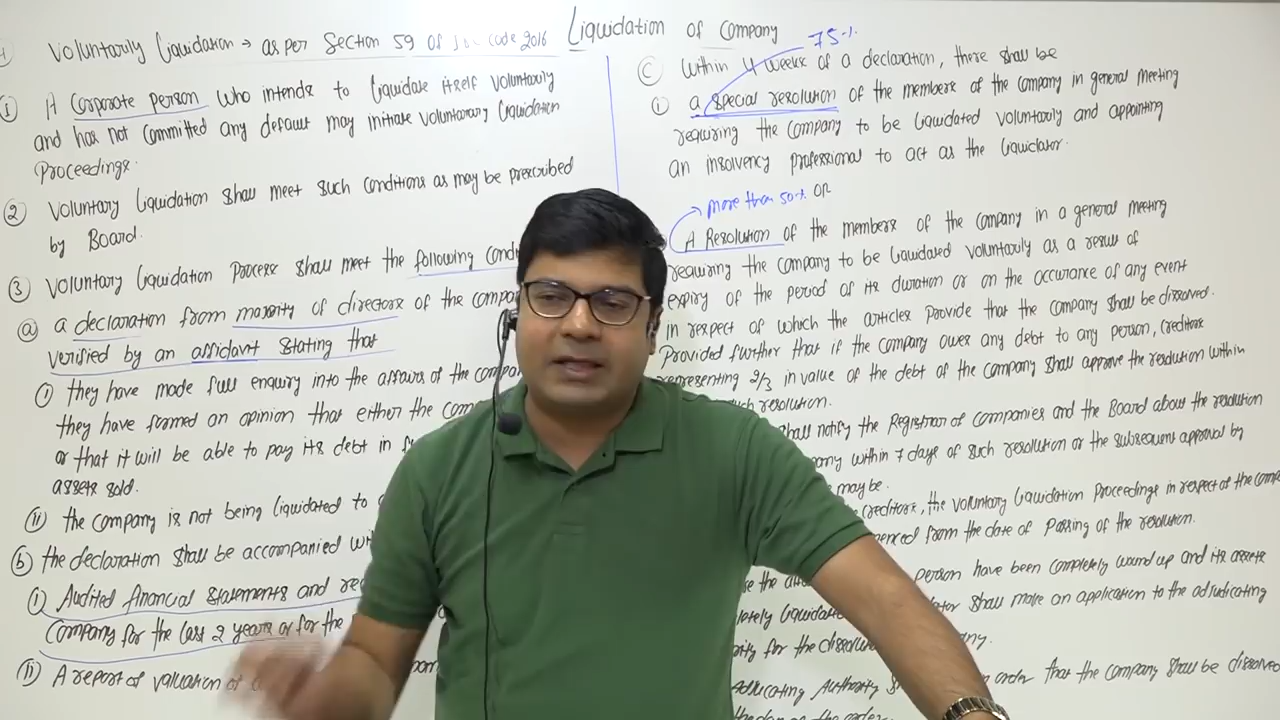 Liquidation of Company
Voluntarily Liquidation → as per Section 59 of Code 2016
① A Corporate person who intends to liquidate itself voluntarily
and has not committed any default may initiate voluntarary Liquidation
Proceedings.
② Voluntary Liquidation shall meet such conditions as may be prescribed
by Board.
③ Voluntary Liquidation Process shall meet the following
ⓐ a declaration from majority of directors of the
verified by an affidavit stating that
① they have made full enquiry into the affairs of the
they have formed an opinion that either the
or that it will be able to pay its debt in
assets sold.
ⓘⓘ the company is not being liquidated to
ⓑ the declaration shall be accompanied
① Audited financial statements and
Company for the last 2 years or for the
ⓘⓘ A report of valuation of
75%
Ⓒ Within 4 weeks of a declaration, there shall be
① a special resolution of the members of the company in general meeting
requiring the company to be liquidated voluntarily and appointing
an insolvency professional to act as the liquidator.
more than 50% OR
A Resolution of the members of the company in a general meeting
requiring the company to be liquidated voluntarily as a result of
expiry of the period of its duration or on the occurance of any event
in respect of which the articles provide that the company shall be dissolved.
Provided further that if the company owes any debt to any person, creditors
representing 2/3 in value of the debt of the company shall approve the resolution within
such resolution.
shall notify the Registrar of companies and the Board about the resolution
within 7 days of such resolution or the subsequent approval by
may be.
creditors, the voluntary liquidation Proceedings in respect of the
from the date of Passing of the resolution.
person have been completely wound up and its assets
shall make an application to the adjudicating
for the
adjudicating Authority order that the company shall be dissolved
the date of the order